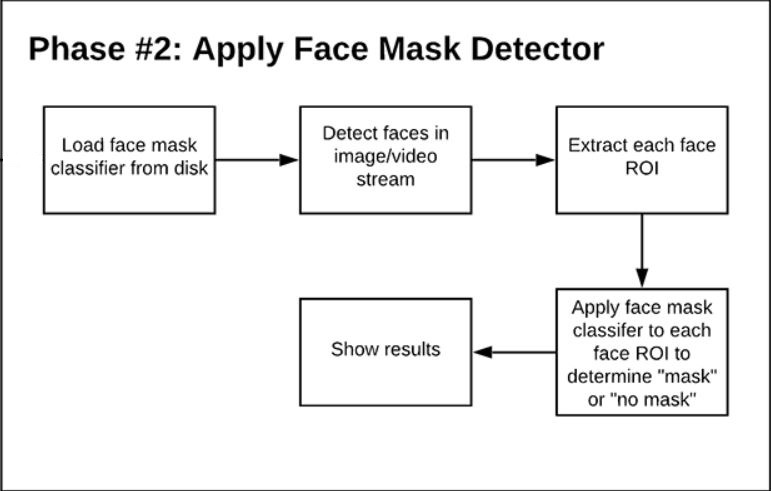 Phase #2: Apply Face Mask Detector
Load face mask
classifier from disk
Detect faces in
image/video
stream
Extract each face
ROI
Apply face mask
classifer to each
face ROI to
determine "mask"
or "no mask"
Show results